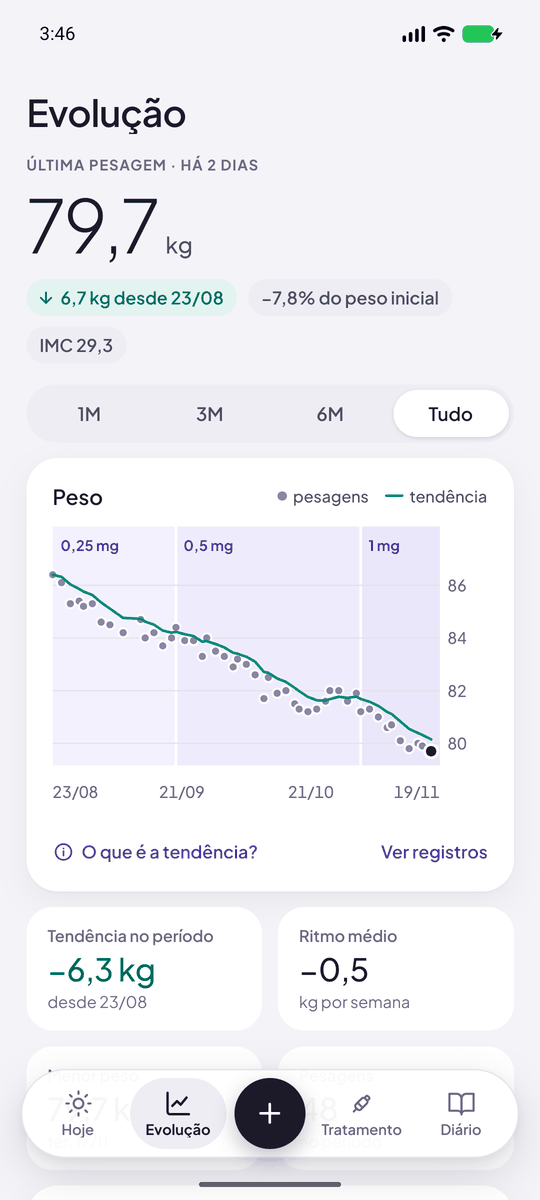 3:46
Evolução
ÚLTIMA PESAGEM · HÁ 2 DIAS
79,7 kg
↓ 6,7 kg desde 23/08
−7,8% do peso inicial
IMC 29,3
1M
3M
6M
Tudo
Peso
pesagens
tendência
0,25 mg
0,5 mg
1 mg
86
84
82
80
23/08
21/09
21/10
19/11
O que é a tendência?
Ver registros
Tendência no período
−6,3 kg
desde 23/08
Ritmo médio
−0,5
kg por semana
Menor peso
Pesagens
48
Hoje
Evolução
+
Tratamento
Diário